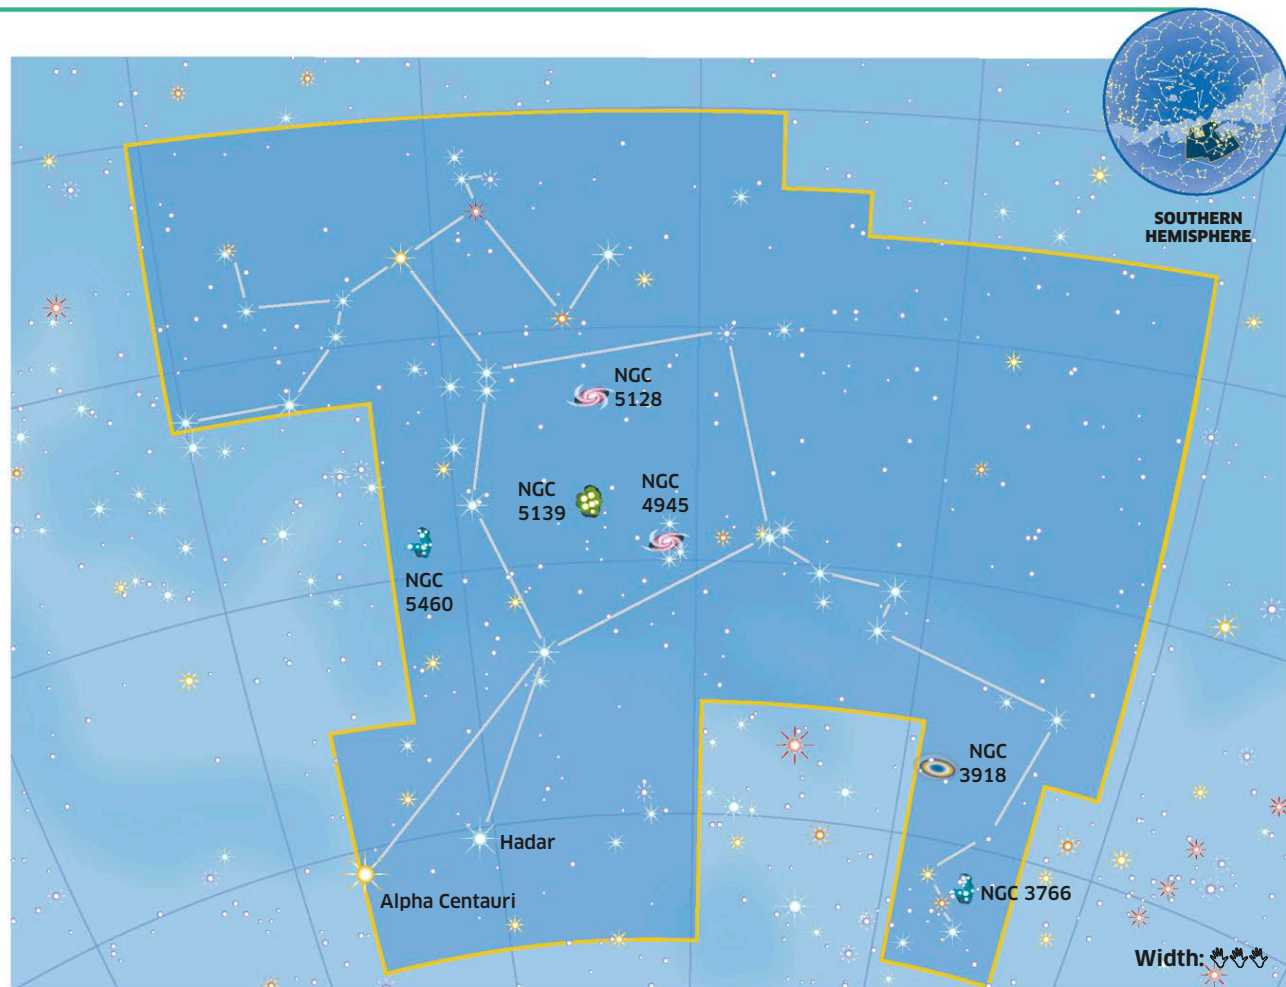 SOUTHERN
HEMISPHERE
NGC
5128
NGC
5139
NGC
4945
NGC
5460
NGC
3918
Hadar
Alpha Centauri
NGC 3766
Width: